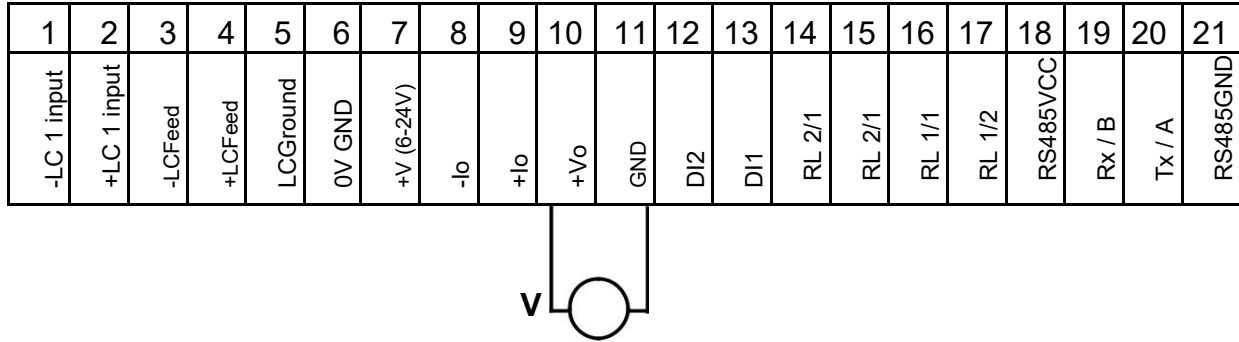 1 2 3 4 5 6 7 8 9 10 11 12 13 14 15 16 17 18 19 20 21
-LC 1 input
+LC 1 input
-LCFeed
+LCFeed
LCGround
0V GND
+V (6-24V)
-Io
+Io
+Vo
GND
DI2
DI1
RL 2/1
RL 2/1
RL 1/1
RL 1/2
RS485VCC
Rx / B
Tx / A
RS485GND
V